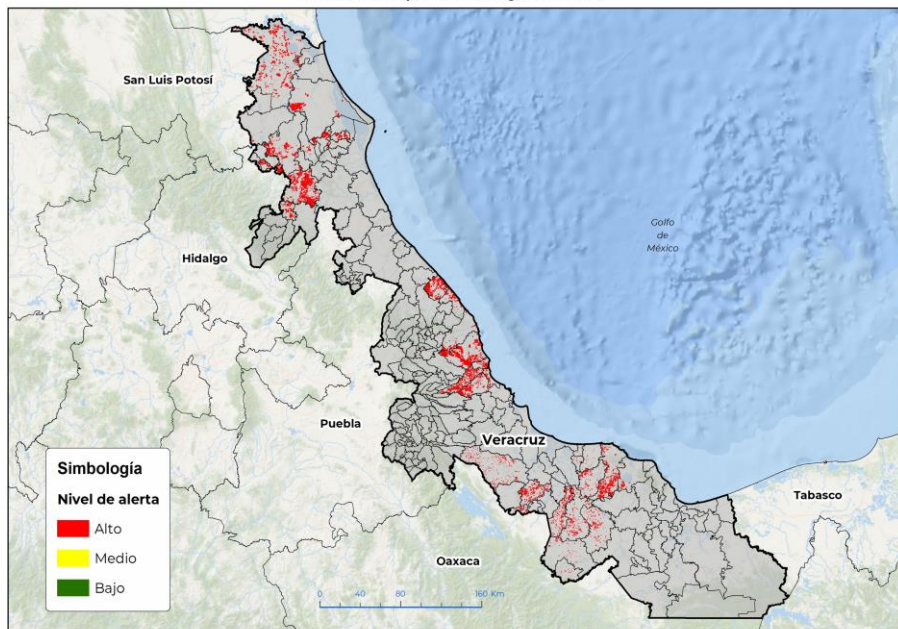 San Luis Potosí
Golfo
de
México
Hidalgo
Puebla
Veracruz
Simbología
Nivel de alerta
Alto
Medio
Bajo
Tabasco
Oaxaca
0 40 80 160 Km